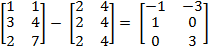 [1 1] - [2 4] = [-1 -3]
[3 4] - [2 4] = [1 0]
[2 7] - [2 4] = [0 3]